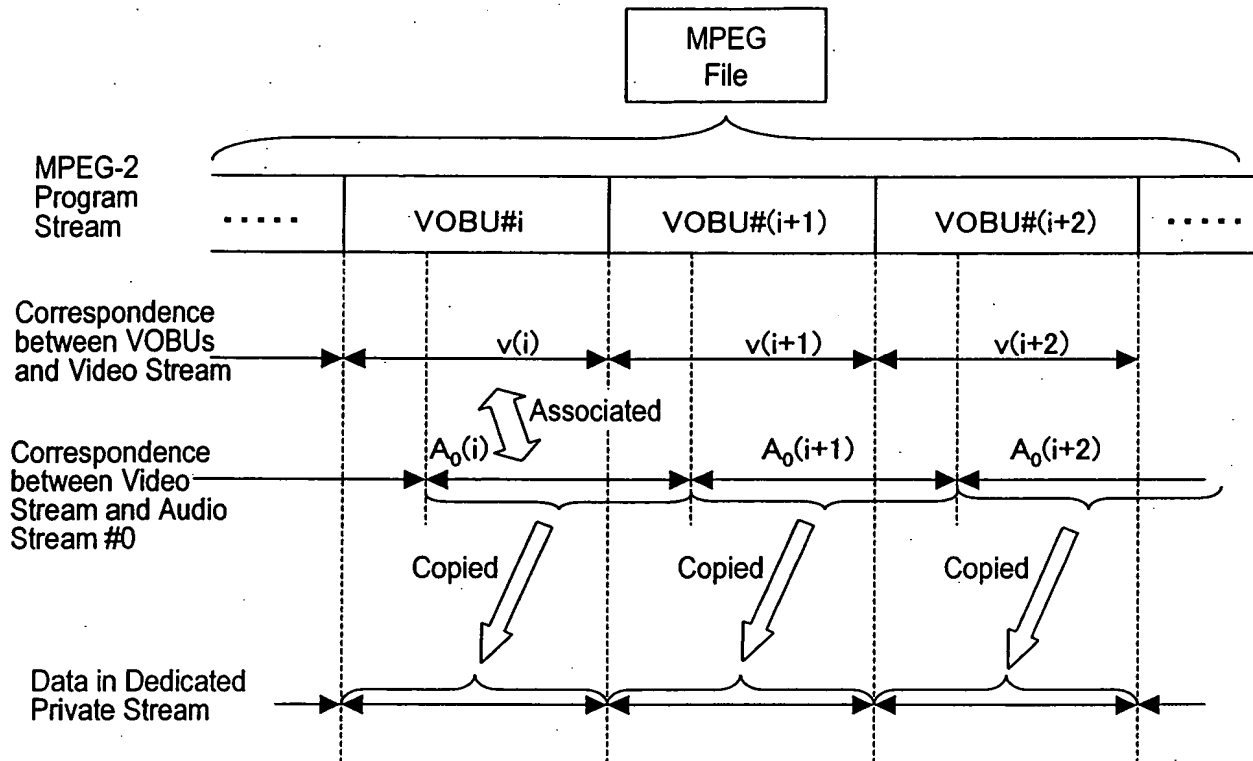 MPEG
File
MPEG-2
Program
Stream
.....
VOBU#i
VOBU#(i+1)
VOBU#(i+2)
.....
Correspondence
between VOBUs
and Video Stream
v(i)
v(i+1)
v(i+2)
Associated
Correspondence
between Video
Stream and Audio
Stream #0
A₀(i)
A₀(i+1)
A₀(i+2)
Copied
Copied
Copied
Data in Dedicated
Private Stream